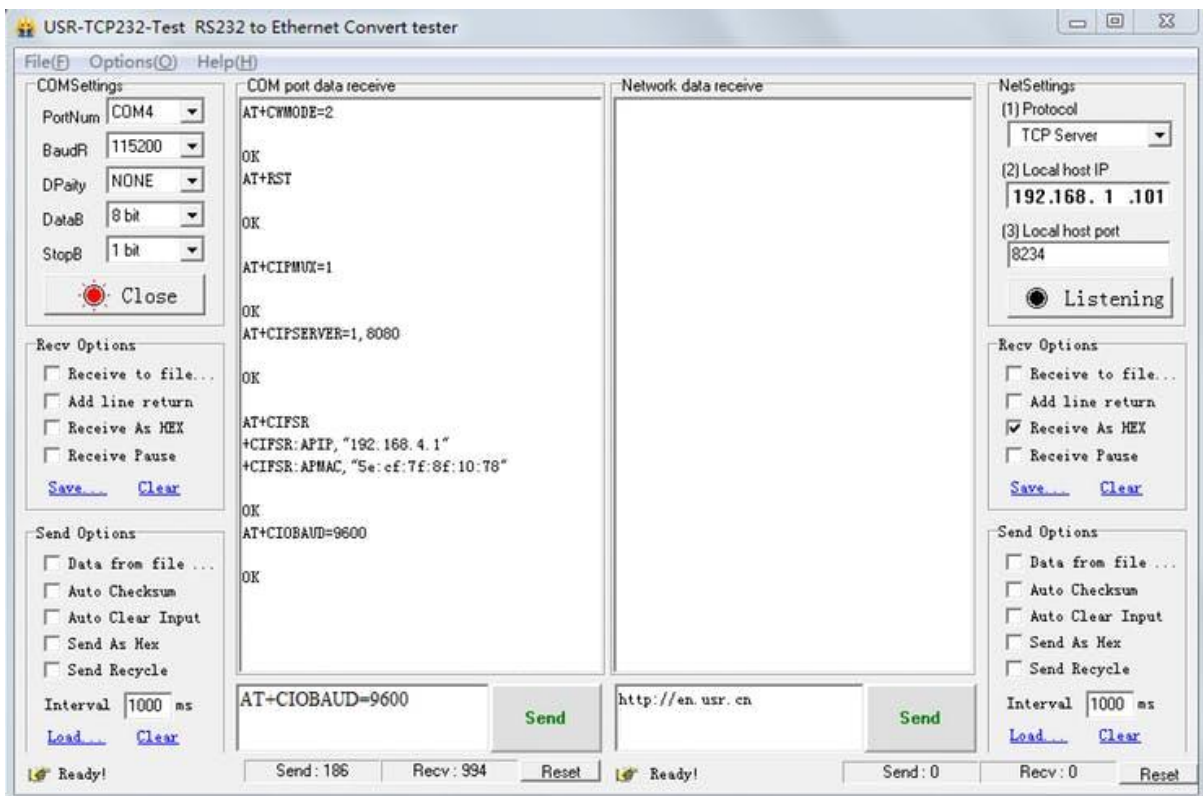 USR-TCP232-Test RS232 to Ethernet Convert tester
File(F) Options(O) Help(H)
COMSettings
PortNum COM4
BaudR 115200
DPaity NONE
DataB 8 bit
StopB 1 bit
Close
Recv Options
Receive to file...
Add line return
Receive As HEX
Receive Pause
Save... Clear
Send Options
Data from file ...
Auto Checksum
Auto Clear Input
Send As Hex
Send Recycle
Interval 1000 ms
Load... Clear
Ready!
COM port data receive
AT+CWMODE=2
OK
AT+RST
OK
AT+CIPMUX=1
OK
AT+CIPSERVER=1,8080
OK
AT+CIFSR
+CIFSR:APIP,"192.168.4.1"
+CIFSR:APMAC,"5e:cf:7f:8f:10:78"
OK
AT+CIOBAUD=9600
OK
AT+CIOBAUD=9600
Send
Send : 186 Recv : 994 Reset
Network data receive
http://en.usr.cn
Send
Ready! Send : 0 Recv : 0 Reset
NetSettings
(1) Protocol
TCP Server
(2) Local host IP
192.168. 1 .101
(3) Local host port
8234
Listening
Recv Options
Receive to file...
Add line return
Receive As HEX
Receive Pause
Save... Clear
Send Options
Data from file ...
Auto Checksum
Auto Clear Input
Send As Hex
Send Recycle
Interval 1000 ms
Load... Clear